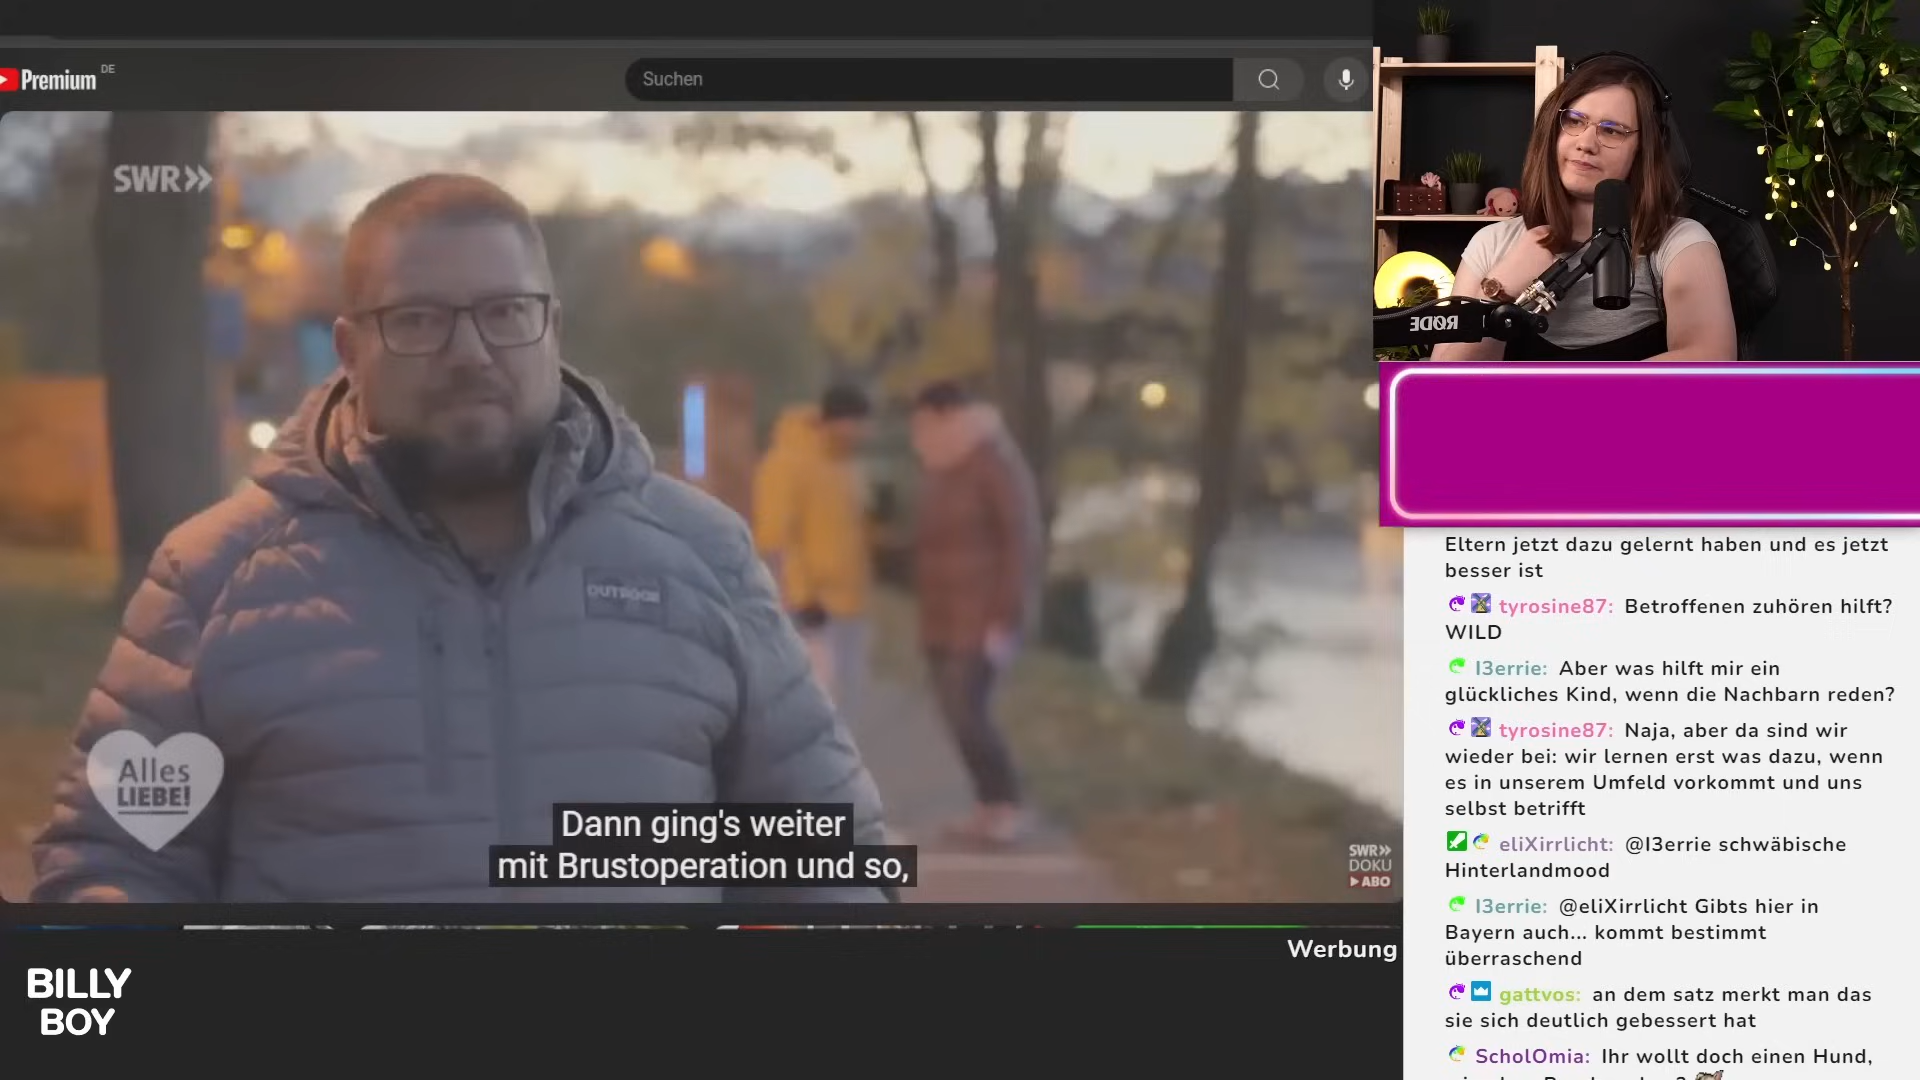 Premium DE
Suchen
SWR»
RØDE
OUTDOOR
Alles
LIEBE!
Dann ging's weiter
mit Brustoperation und so,
SWR»
DOKU
ABO
Werbung
BILLY
BOY
Eltern jetzt dazu gelernt haben und es jetzt
besser ist
tyrosine87: Betroffenen zuhören hilft?
WILD
l3errie: Aber was hilft mir ein
glückliches Kind, wenn die Nachbarn reden?
tyrosine87: Naja, aber da sind wir
wieder bei: wir lernen erst was dazu, wenn
es in unserem Umfeld vorkommt und uns
selbst betrifft
eliXirrlicht: @l3errie schwäbische
Hinterlandmood
l3errie: @eliXirrlicht Gibts hier in
Bayern auch... kommt bestimmt
überraschend
gattvos: an dem satz merkt man das
sie sich deutlich gebessert hat
ScholOmia: Ihr wollt doch einen Hund,